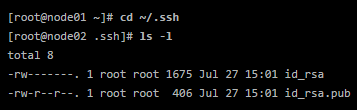 [root@node01 ~]# cd ~/.ssh
[root@node02 .ssh]# ls -l
total 8
-rw-------. 1 root root 1675 Jul 27 15:01 id_rsa
-rw-r--r--. 1 root root  406 Jul 27 15:01 id_rsa.pub